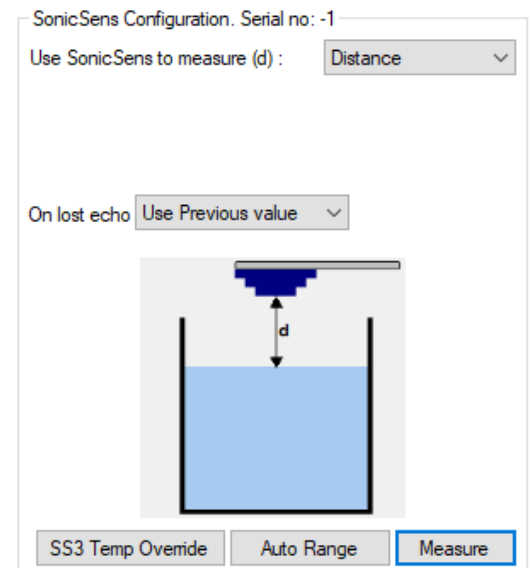 SonicSens Configuration. Serial no: -1
Use SonicSens to measure (d) : Distance
On lost echo Use Previous value
d
SS3 Temp Override Auto Range Measure